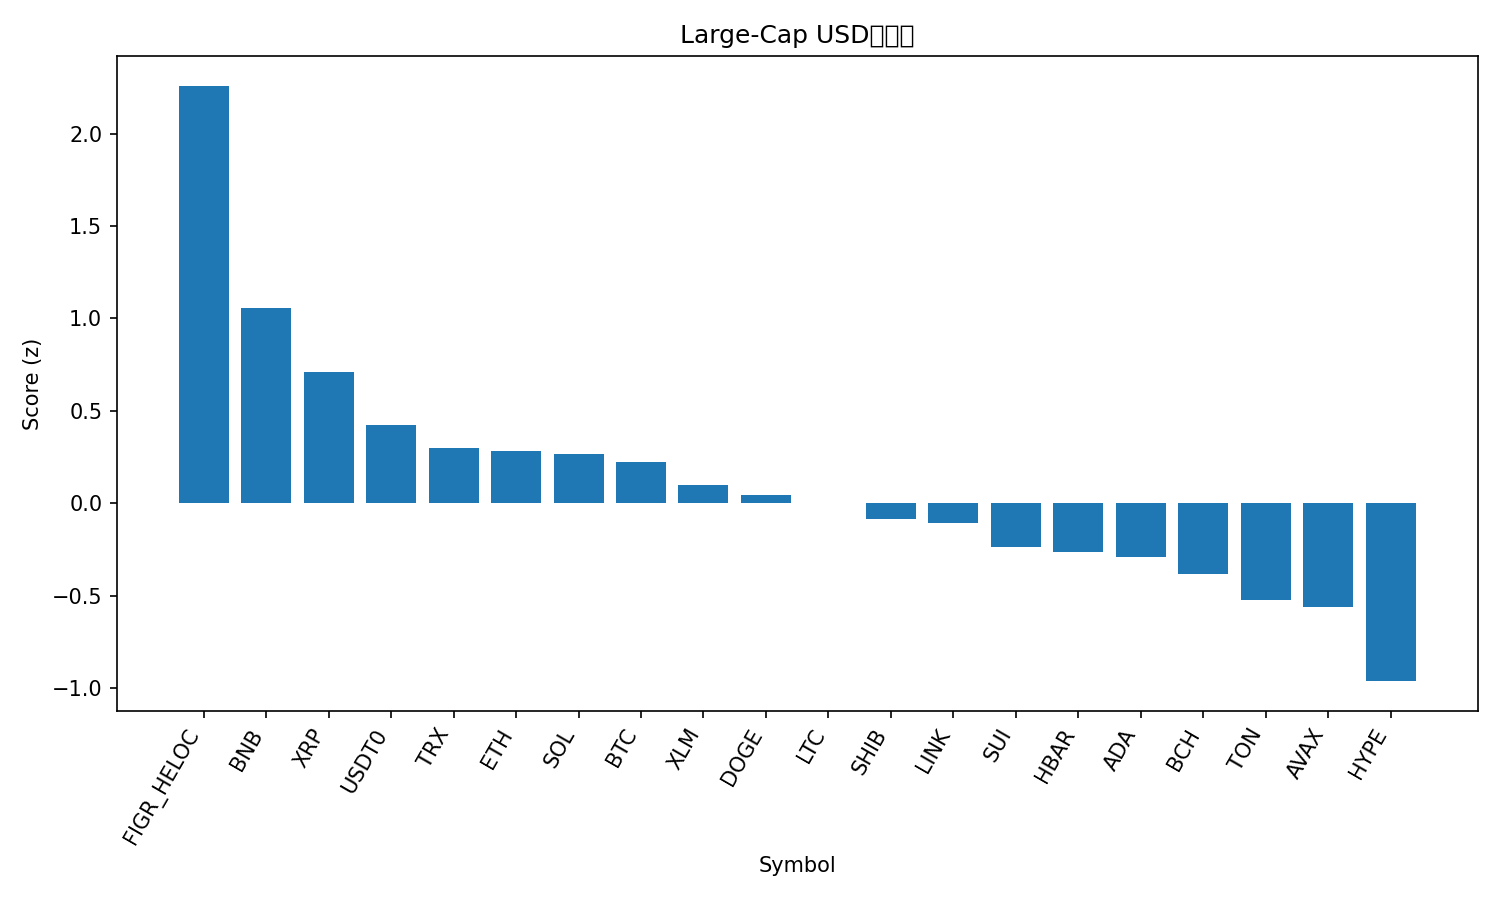 Large-Cap USD
Score (z)
2.0
1.5
1.0
0.5
0.0
−0.5
−1.0
FIGR_HELOC
BNB
XRP
USDT0
TRX
ETH
SOL
BTC
XLM
DOGE
LTC
SHIB
LINK
SUI
HBAR
ADA
BCH
TON
AVAX
HYPE
Symbol